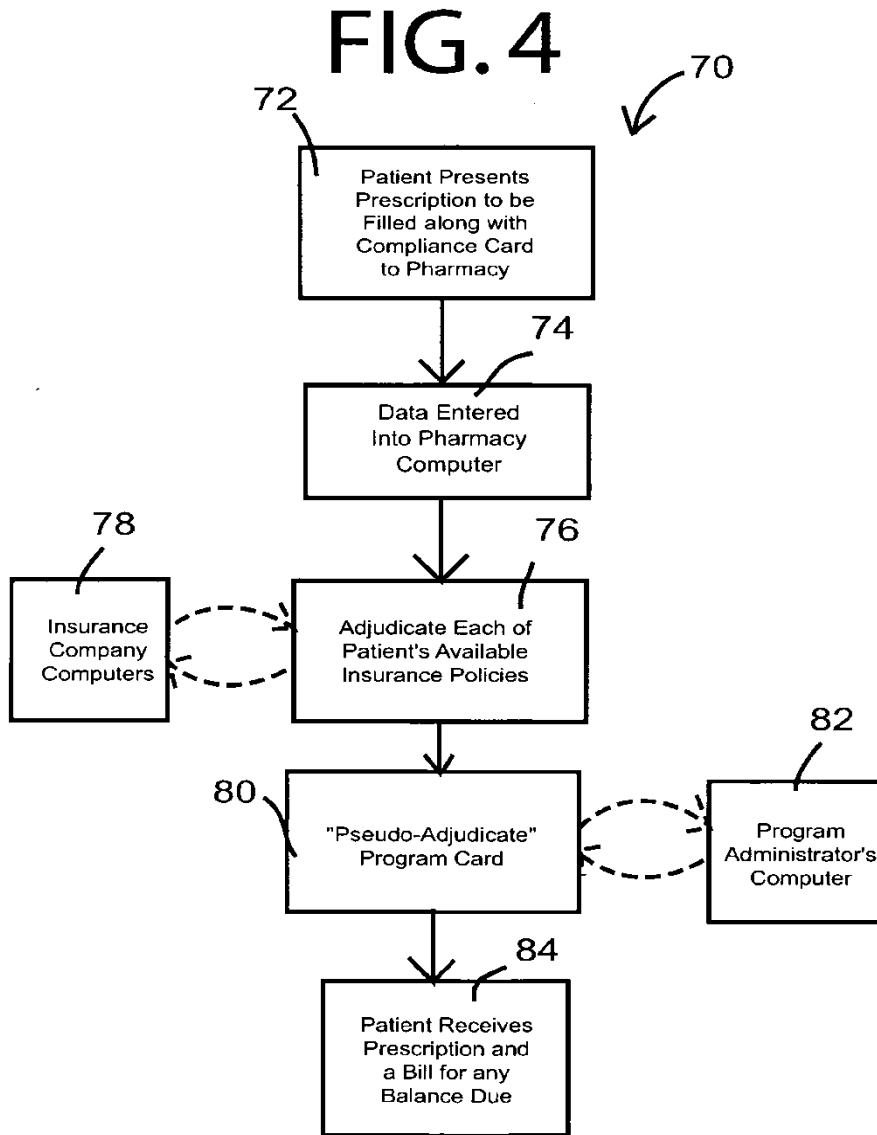 FIG. 4
70
72
Patient Presents
Prescription to be
Filled along with
Compliance Card
to Pharmacy
74
Data Entered
Into Pharmacy
Computer
78
Insurance
Company
Computers
76
Adjudicate Each of
Patient's Available
Insurance Policies
80
"Pseudo-Adjudicate"
Program Card
82
Program
Administrator's
Computer
84
Patient Receives
Prescription and
a Bill for any
Balance Due